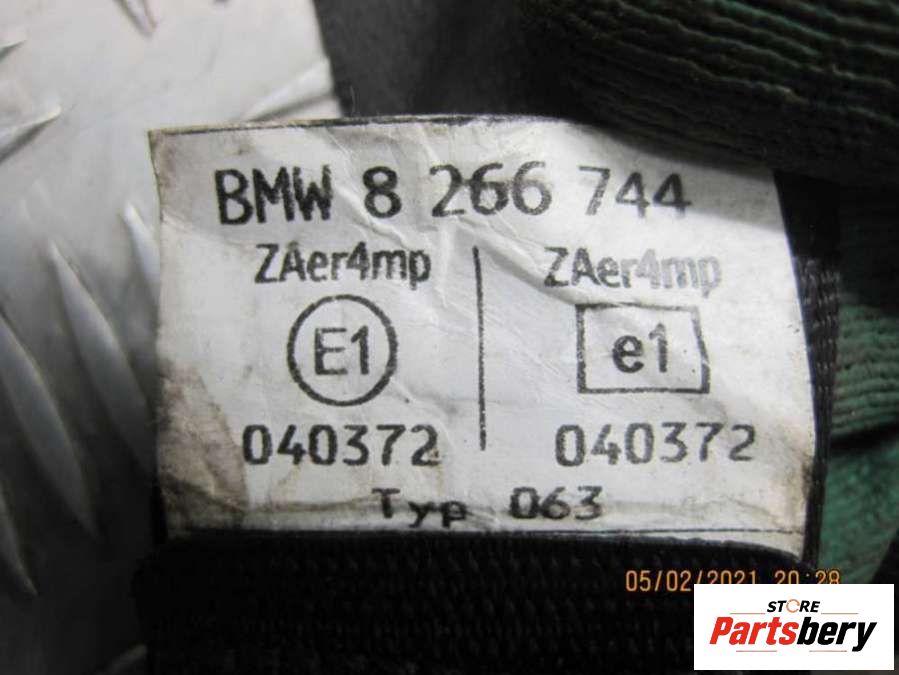 BMW 8 266 744
ZAer4mp ZAer4mp
E1 e1
040372 040372
Typ 063
05/02/2021 20:28
STORE
Partsbery